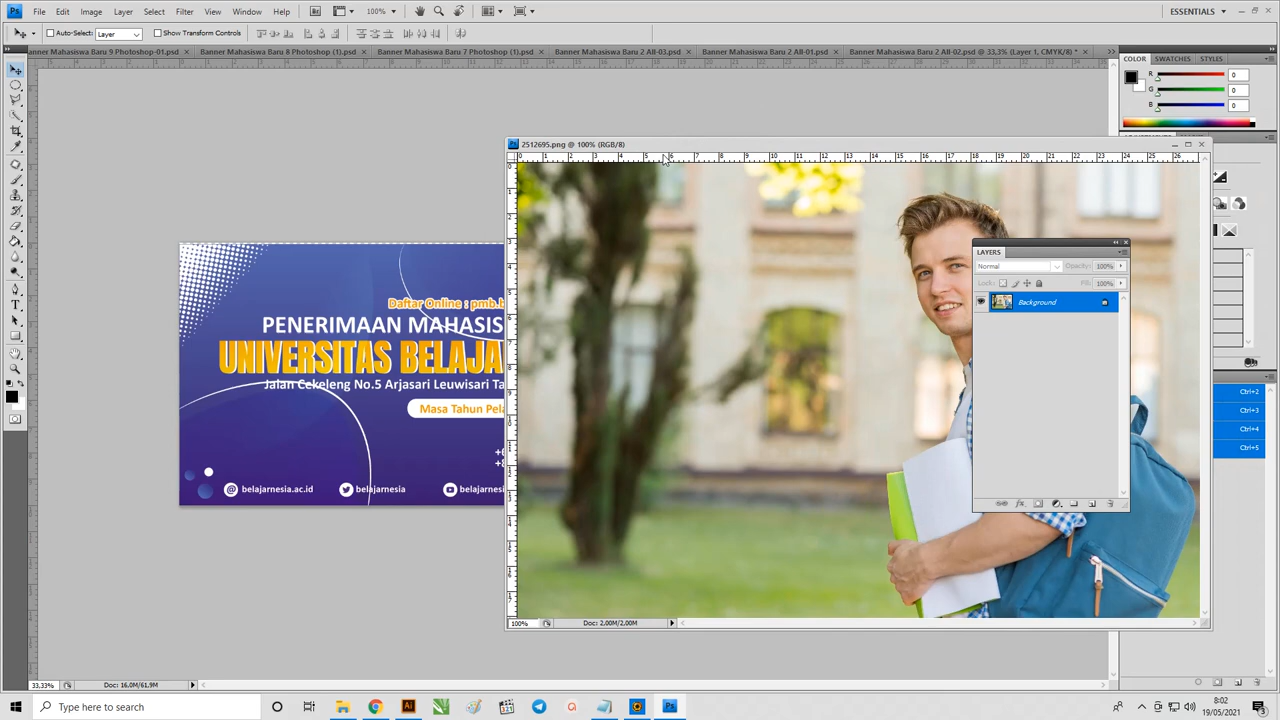 File Edit Image Layer Select Filter View Window Help 100% ESSENTIALS
Auto-Select: Layer Show Transform Controls
anner Mahasiswa Baru 9 Photoshop-01.psd Banner Mahasiswa Baru 8 Photoshop (1).psd Banner Mahasiswa Baru 7 Photoshop (1).psd Banner Mahasiswa Baru 2 All-03.psd Banner Mahasiswa Baru 2 All-01.psd Banner Mahasiswa Baru 2 All-02.psd @ 33,3% (Layer 1, CMYK/8) *
COLOR SWATCHES STYLES
R 0
G 0
B 0
2512695.png @ 100% (RGB/8)
LAYERS
Normal Opacity: 100%
Lock: Fill: 100%
Background
Daftar Online : pmb.b
PENERIMAAN MAHASIS
UNIVERSITAS BELAJA
Jalan Cekeleng No.5 Arjasari Leuwisari Ta
Masa Tahun Pela
@ belajarnesia.ac.id belajarnesia belajarnesi
Ctrl+2
Ctrl+3
Ctrl+4
Ctrl+5
100% Doc: 2,00M/2,00M
33,33% Doc: 16,0M/61,9M
Type here to search
8:02
19/05/2021